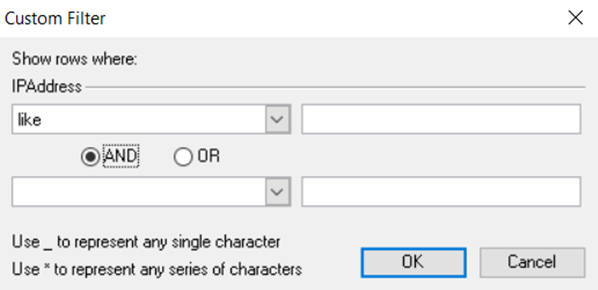 Custom Filter
Show rows where:
IPAddress
like
AND OR
Use _ to represent any single character
Use * to represent any series of characters
OK Cancel